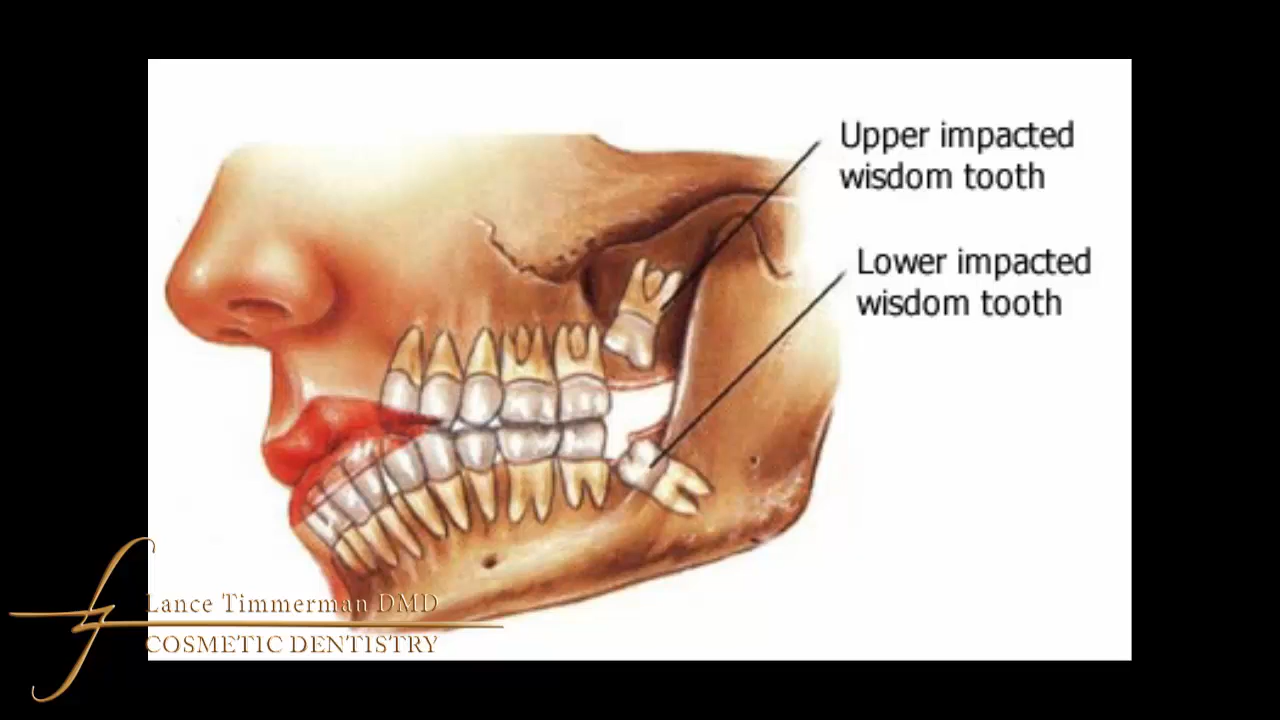 Upper impacted
wisdom tooth
Lower impacted
wisdom tooth
Lance Timmerman DMD
COSMETIC DENTISTRY